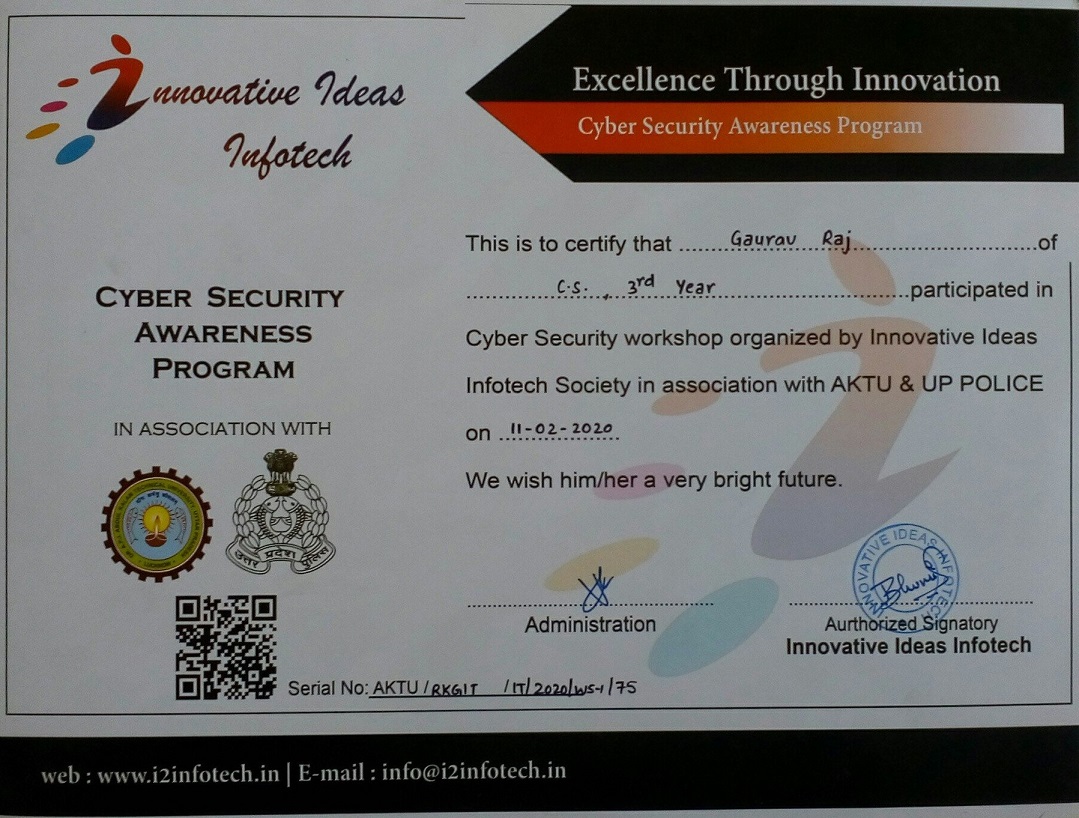 Innovative Ideas
Infotech
Excellence Through Innovation
Cyber Security Awareness Program
CYBER SECURITY
AWARENESS
PROGRAM
IN ASSOCIATION WITH
उत्तर प्रदेश पुलिस
This is to certify that ...... Gaurav Raj ...............................of
................ C.S. , 3rd Year ...............................participated in
Cyber Security workshop organized by Innovative Ideas
Infotech Society in association with AKTU & UP POLICE
on 11-02-2020
We wish him/her a very bright future.
INNOVATIVE IDEAS INFOTECH
Administration
Aurthorized Signatory
Innovative Ideas Infotech
Serial No: AKTU / RKGIT / IT/2020/WS-1/75
web : www.i2infotech.in | E-mail : info@i2infotech.in